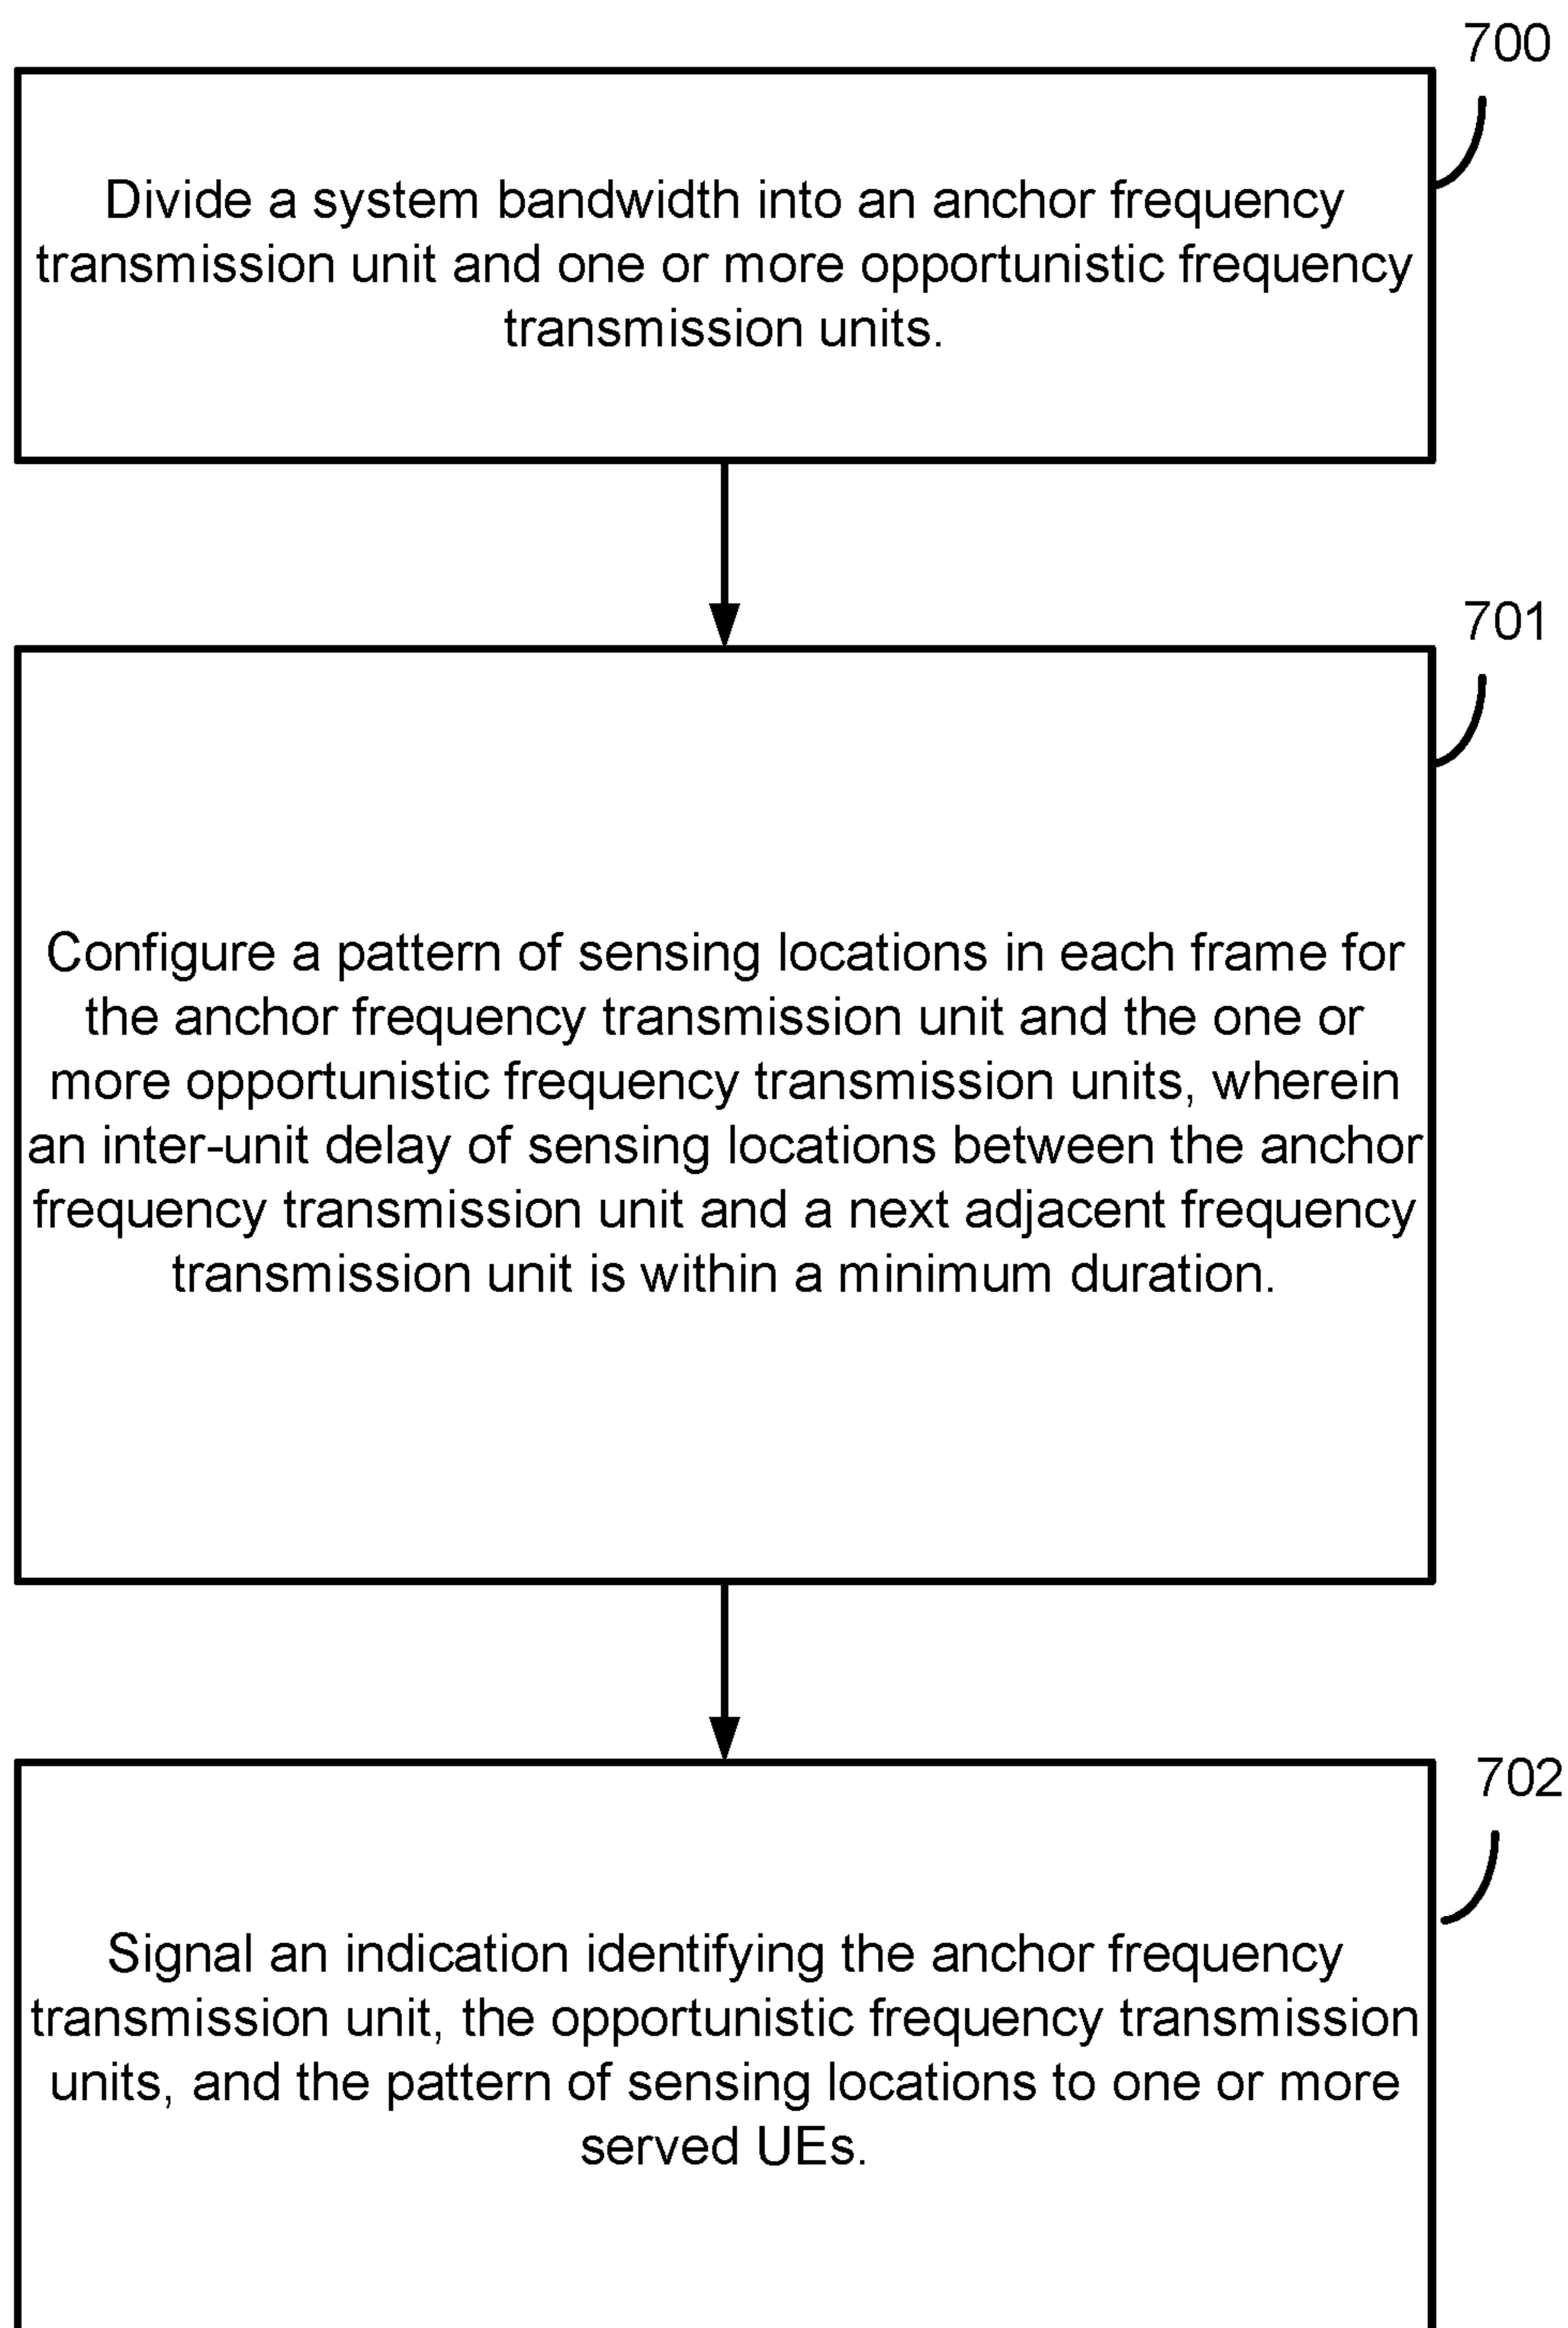 700
Divide a system bandwidth into an anchor frequency
transmission unit and one or more opportunistic frequency
transmission units.
701
Configure a pattern of sensing locations in each frame for
the anchor frequency transmission unit and the one or
more opportunistic frequency transmission units, wherein
an inter-unit delay of sensing locations between the anchor
frequency transmission unit and a next adjacent frequency
transmission unit is within a minimum duration.
702
Signal an indication identifying the anchor frequency
transmission unit, the opportunistic frequency transmission
units, and the pattern of sensing locations to one or more
served UEs.